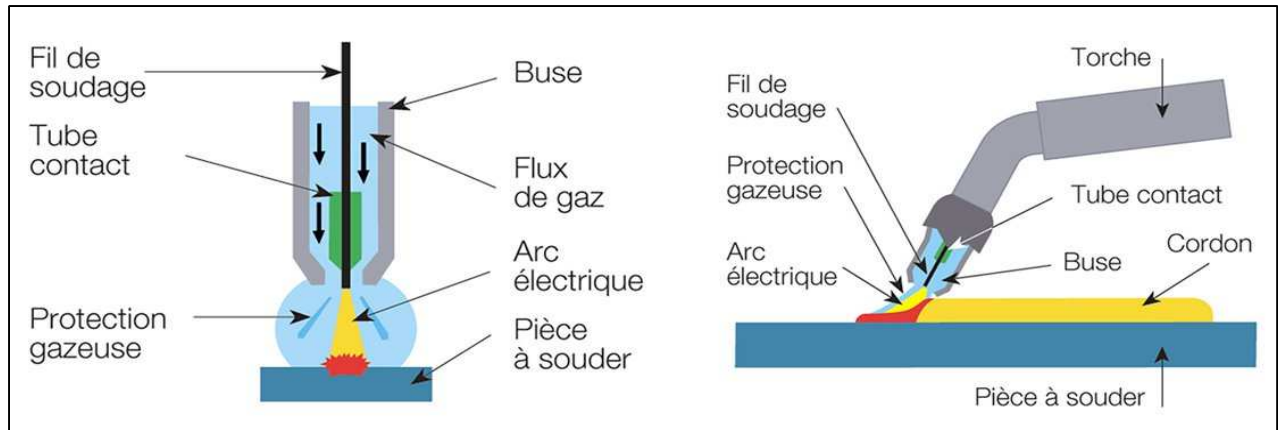 Fil de
soudage
Tube
contact
Protection
gazeuse
Buse
Flux
de gaz
Arc
électrique
Pièce
à souder
Torche
Fil de
soudage
Protection
gazeuse
Arc
électrique
Tube contact
Cordon
Buse
Pièce à souder